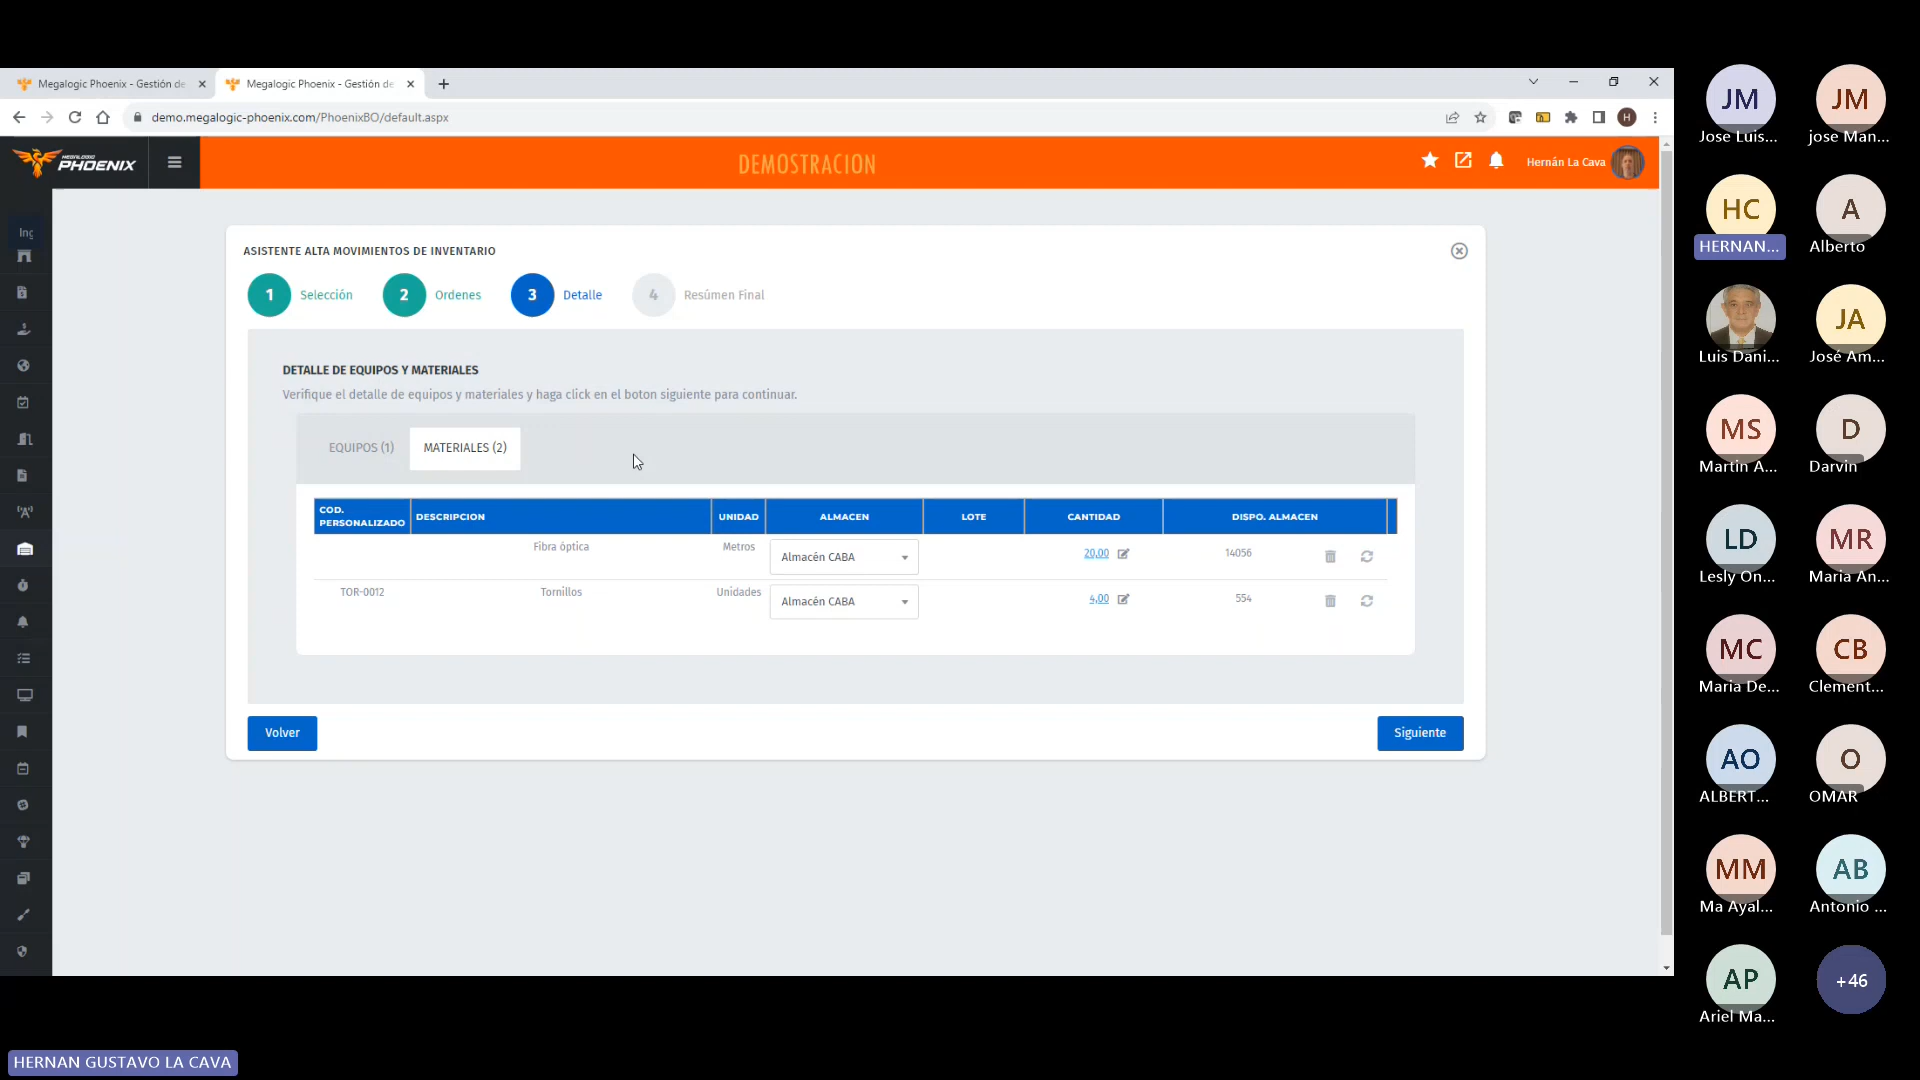 Megalogic Phoenix - Gestión de
Megalogic Phoenix - Gestión de
demo.megalogic-phoenix.com/PhoenixBO/default.aspx
H
MEGALOGIC
PHOENIX
DEMOSTRACION
Hernán La Cava
Ing
ASISTENTE ALTA MOVIMIENTOS DE INVENTARIO
1 Selección 2 Ordenes 3 Detalle 4 Resúmen Final
DETALLE DE EQUIPOS Y MATERIALES
Verifique el detalle de equipos y materiales y haga click en el boton siguiente para continuar.
EQUIPOS (1) MATERIALES (2)
COD. PERSONALIZADO DESCRIPCION UNIDAD ALMACEN LOTE CANTIDAD DISPO. ALMACEN
Fibra óptica Metros Almacén CABA 20,00 14056
TOR-0012 Tornillos Unidades Almacén CABA 4,00 554
Volver Siguiente
JM JM
Jose Luis... jose Man...
HC A
HERNAN... Alberto
JA
Luis Dani... José Am...
MS D
Martin A... Darvin
LD MR
Lesly On... Maria An...
MC CB
Maria De... Clement...
AO O
ALBERT... OMAR
MM AB
Ma Ayal... Antonio ...
AP +46
Ariel Ma...
HERNAN GUSTAVO LA CAVA